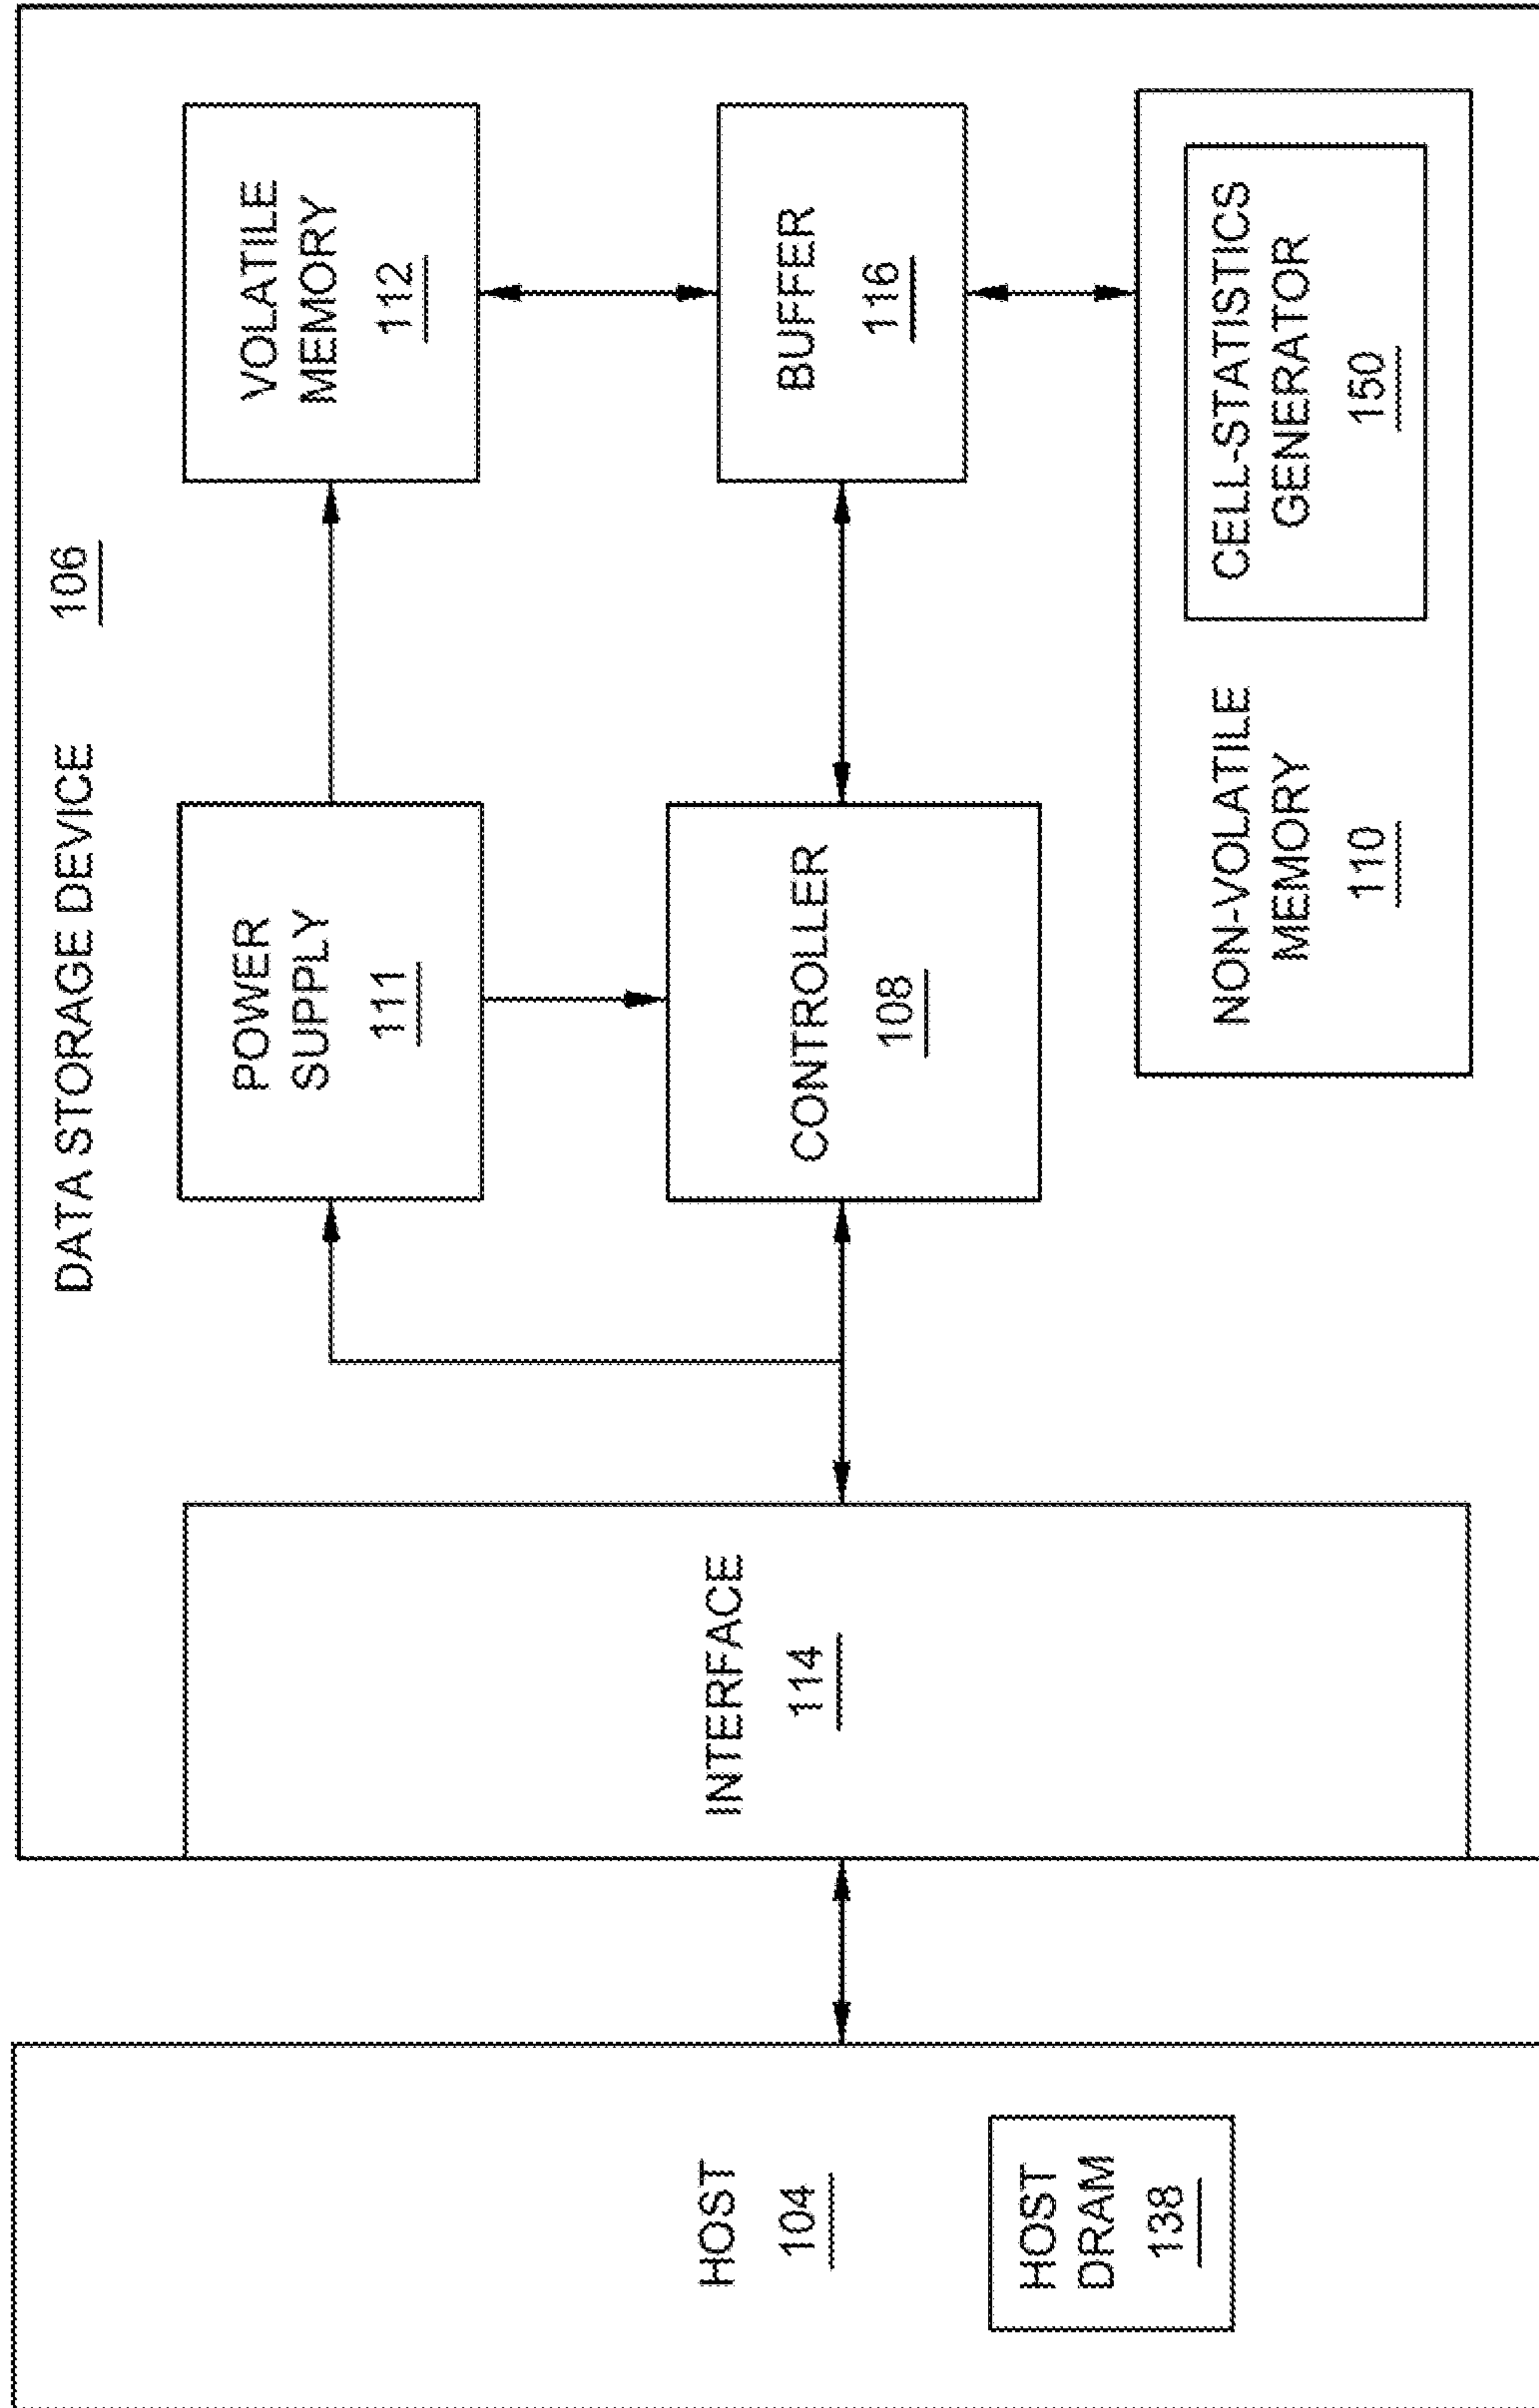 HOST
104
HOST
DRAM
138
DATA STORAGE DEVICE 106
INTERFACE
114
POWER
SUPPLY
111
VOLATILE
MEMORY
112
CONTROLLER
108
BUFFER
116
NON-VOLATILE
MEMORY
110
CELL-STATISTICS
GENERATOR
150